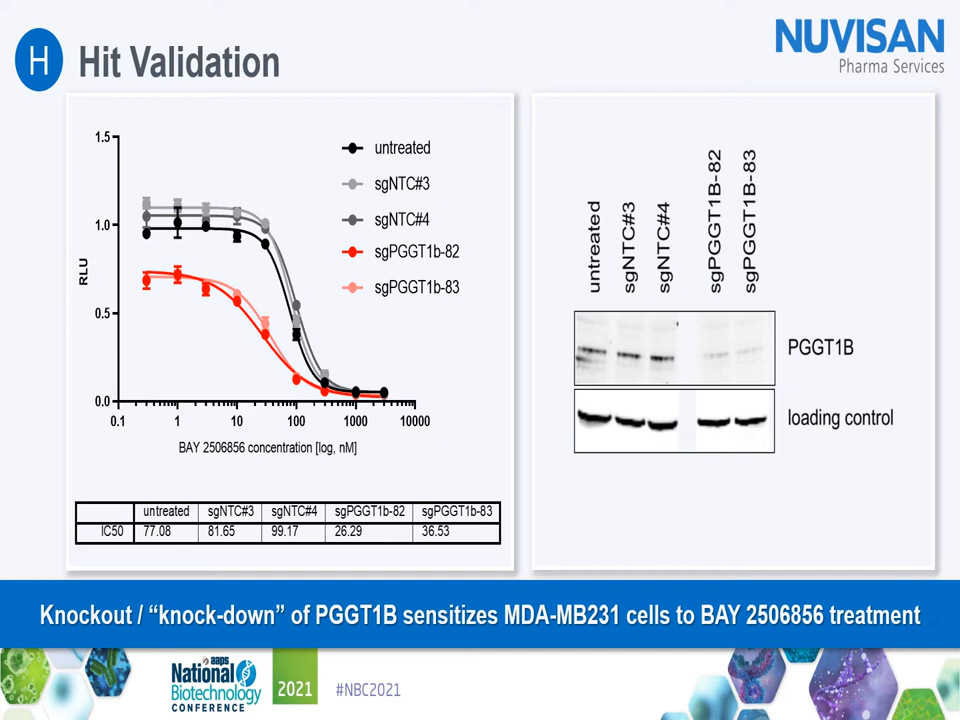 H Hit Validation
NUVISAN
Pharma Services
1.5
1.0
0.5
0.0
RLU
0.1 1 10 100 1000 10000
BAY 2506856 concentration [log, nM]
untreated
sgNTC#3
sgNTC#4
sgPGGT1b-82
sgPGGT1b-83
untreated sgNTC#3 sgNTC#4 sgPGGT1b-82 sgPGGT1b-83
IC50 77.08 81.65 99.17 26.29 36.53
untreated
sgNTC#3
sgNTC#4
sgPGGT1B-82
sgPGGT1B-83
PGGT1B
loading control
Knockout / “knock-down” of PGGT1B sensitizes MDA-MB231 cells to BAY 2506856 treatment
aaps
National
Biotechnology
CONFERENCE
2021
#NBC2021